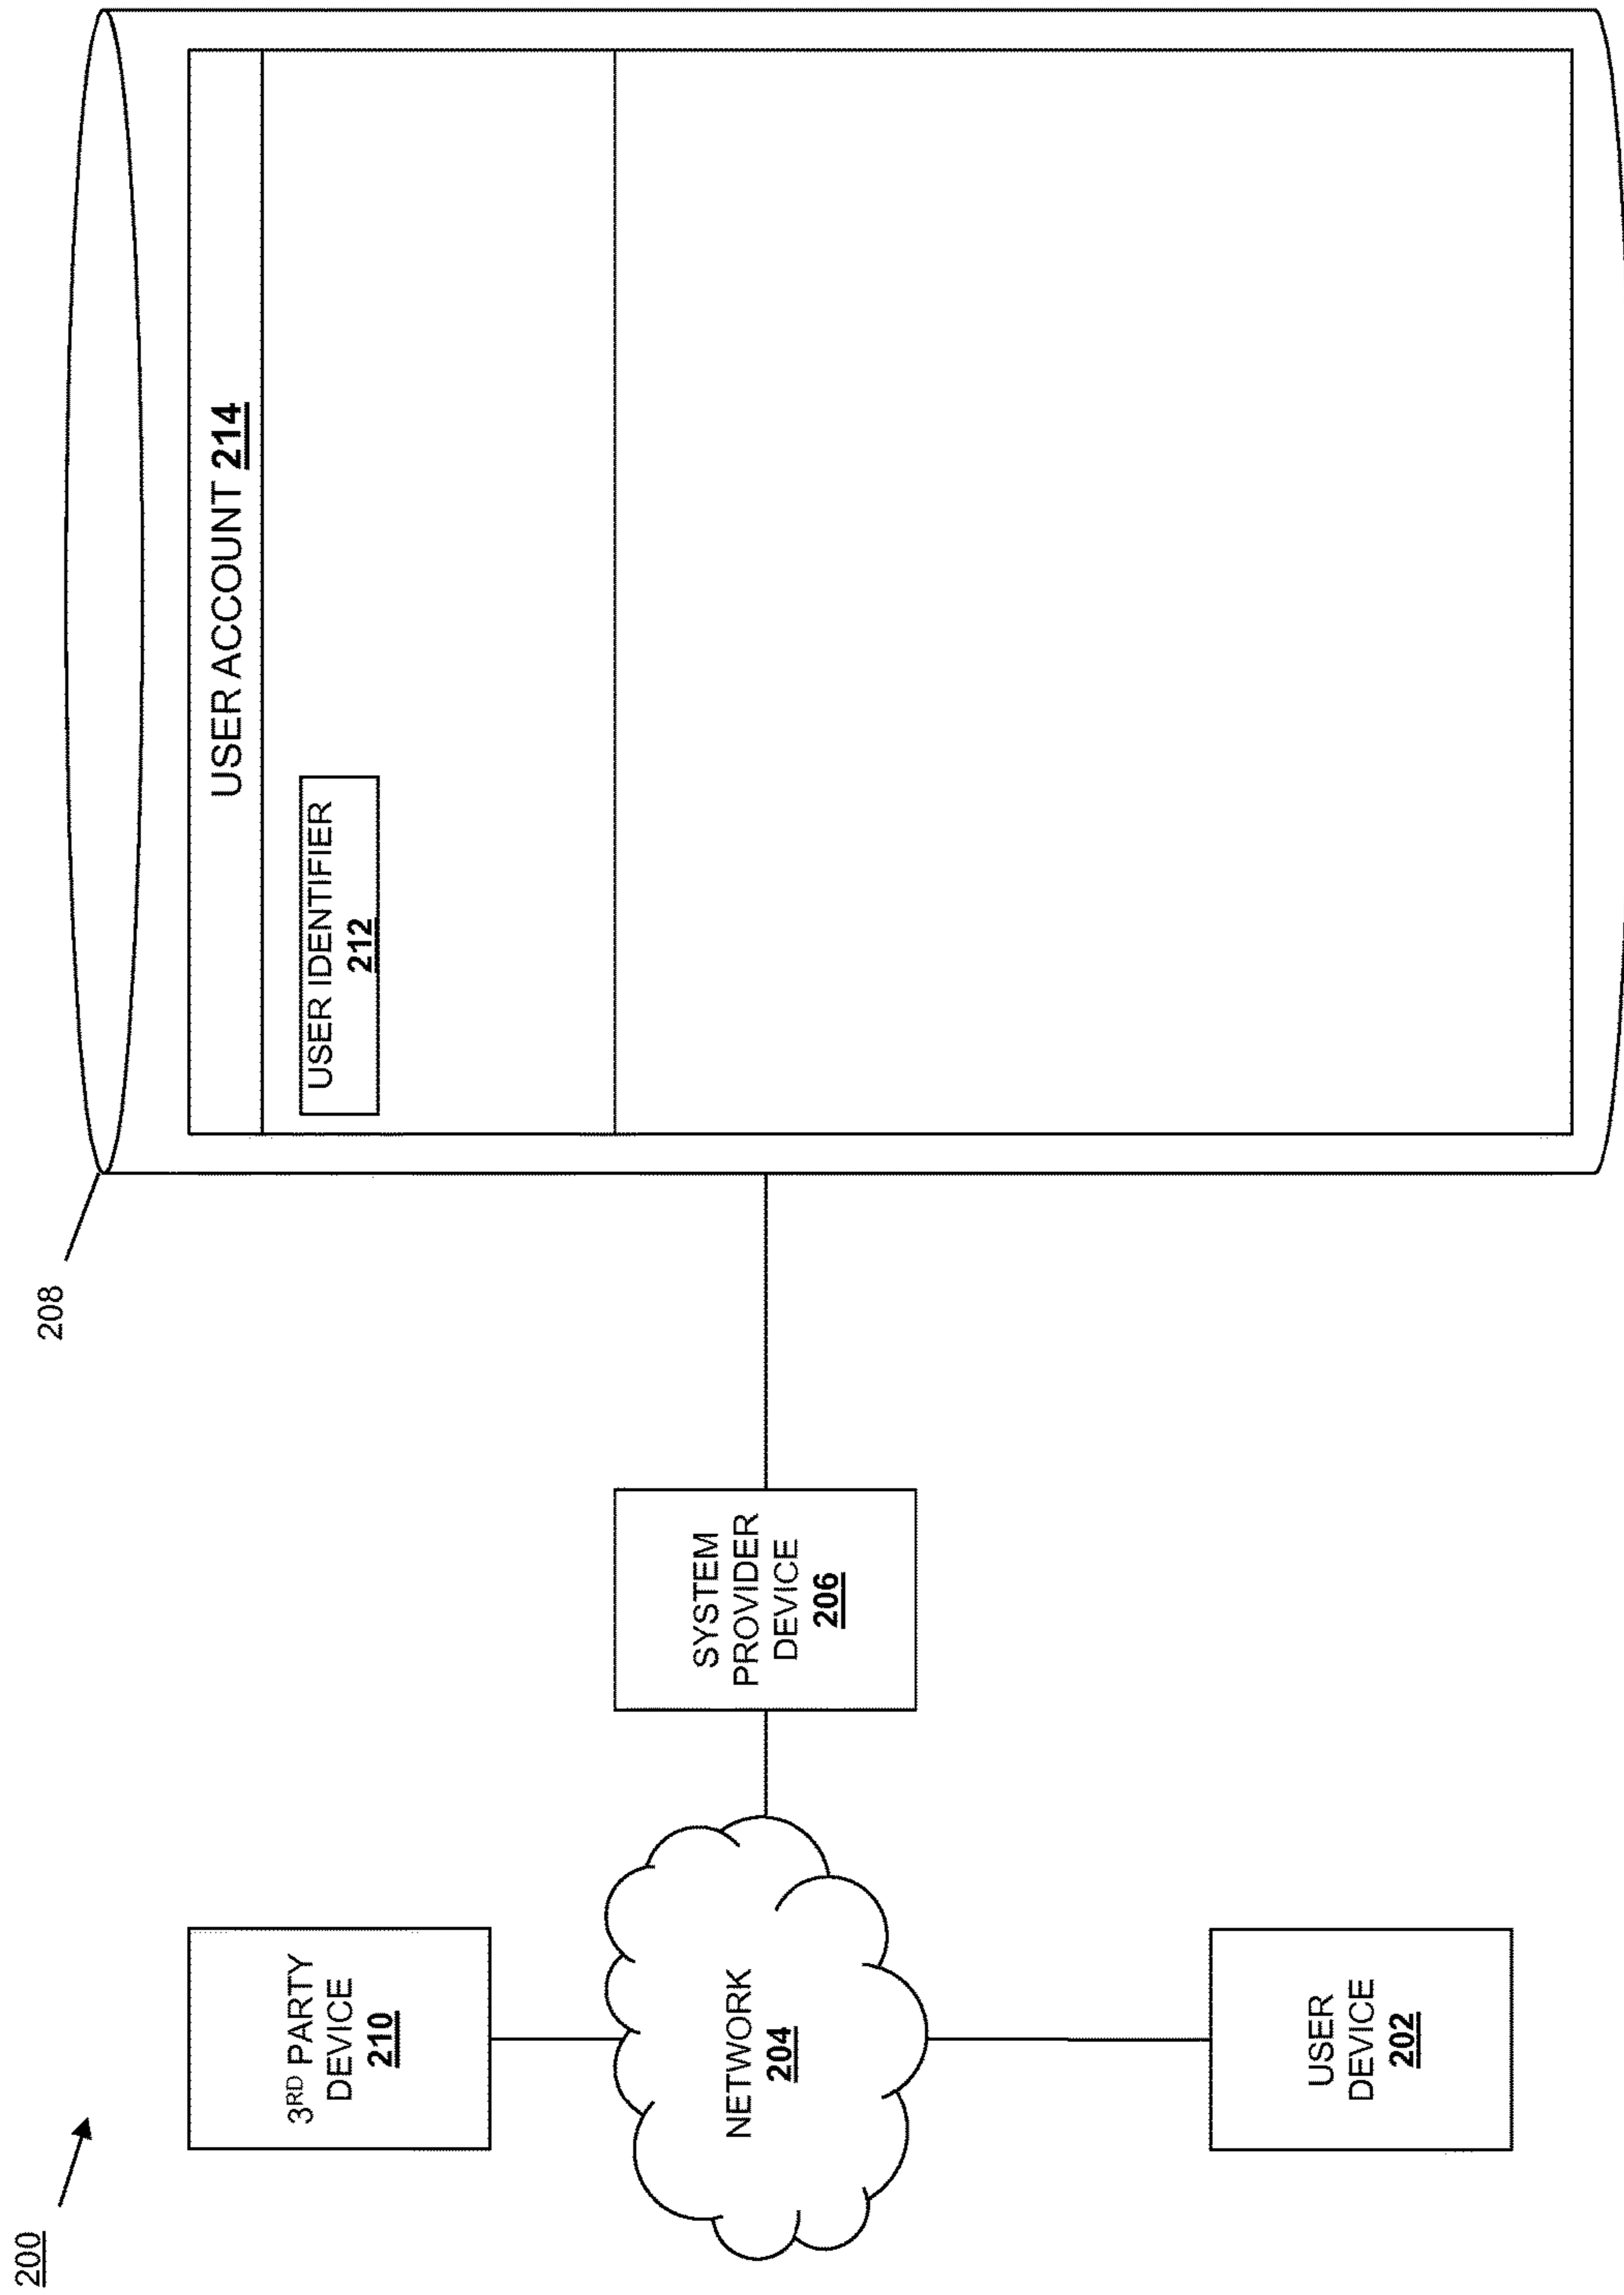 200
3RD PARTY
DEVICE
210
NETWORK
204
USER
DEVICE
202
SYSTEM
PROVIDER
DEVICE
206
208
USER ACCOUNT 214
USER IDENTIFIER
212